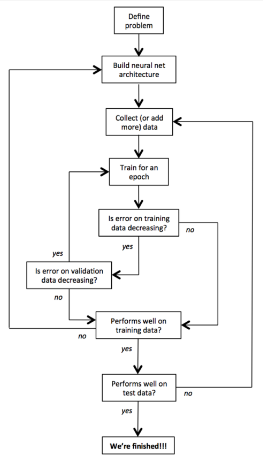 Define
problem
Build neural net
architecture
Collect (or add
more) data
Train for an
epoch
Is error on training
data decreasing?
no
yes
yes
Is error on validation
data decreasing?
no
Performs well on
training data?
no
yes
Performs well on
test data?
no
yes
We're finished!!!